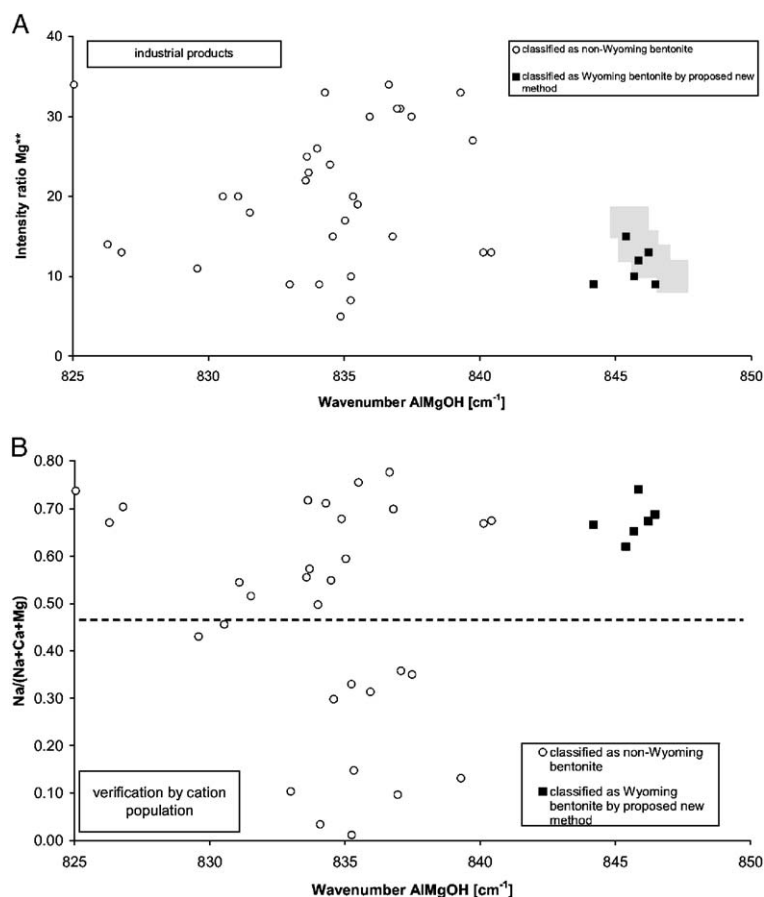 A
40
30
20
10
0
Intensity ratio Mg**
industrial products
classified as non-Wyoming bentonite
classified as Wyoming bentonite by proposed new
method
825
830
835
840
845
850
Wavenumber AlMgOH [cm-1]
B
0.80
0.70
0.60
0.50
0.40
0.30
0.20
0.10
0.00
Na/(Na+Ca+Mg)
classified as non-Wyoming
bentonite
classified as Wyoming
bentonite by proposed new
method
verification by cation
population
825
830
835
840
845
850
Wavenumber AlMgOH [cm-1]